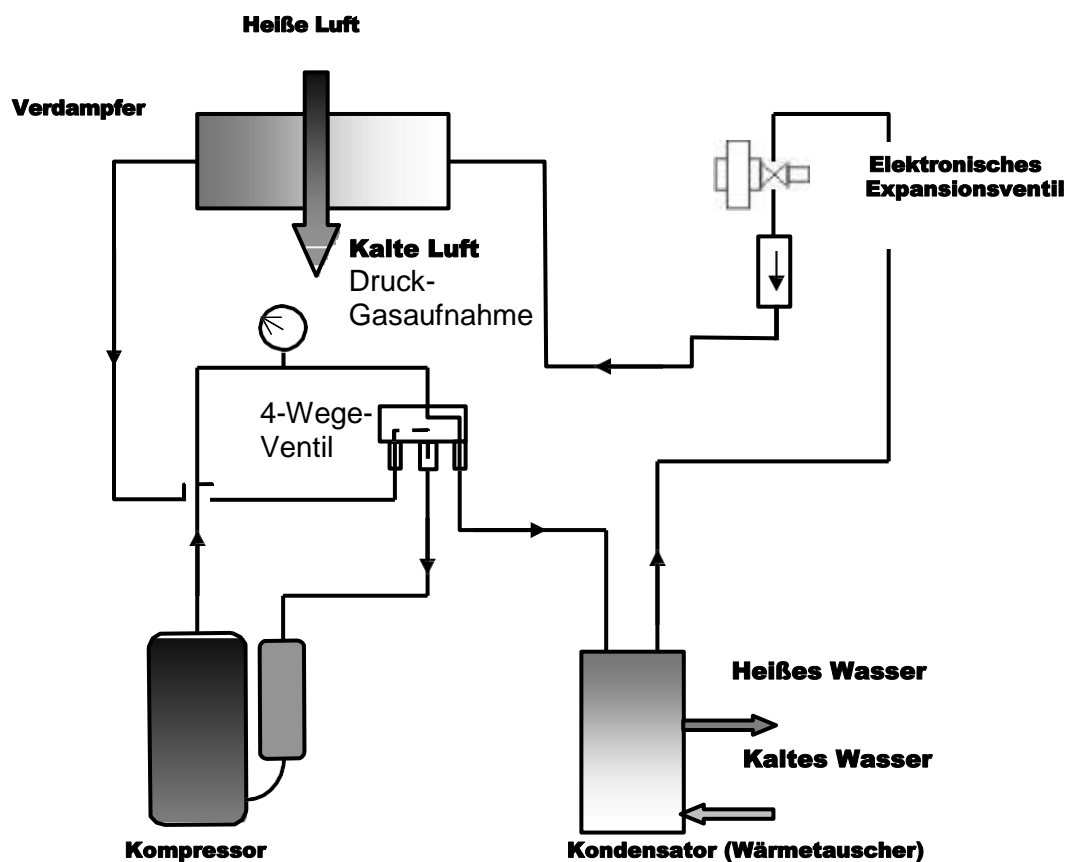 Heiße Luft
Verdampfer
Elektronisches
Expansionsventil
Kalte Luft
Druck-
Gasaufnahme
4-Wege-
Ventil
Heißes Wasser
Kaltes Wasser
Kompressor
Kondensator (Wärmetauscher)